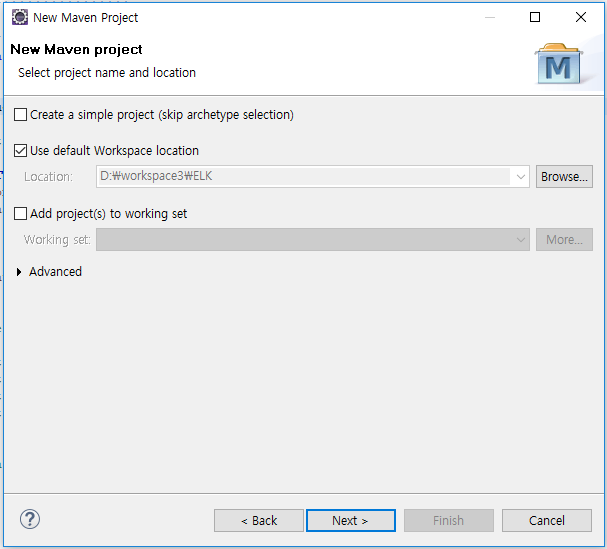 New Maven Project
New Maven project
Select project name and location
M
Create a simple project (skip archetype selection)
Use default Workspace location
Location: D:₩workspace3₩ELK Browse...
Add project(s) to working set
Working set: More...
Advanced
? < Back Next > Finish Cancel